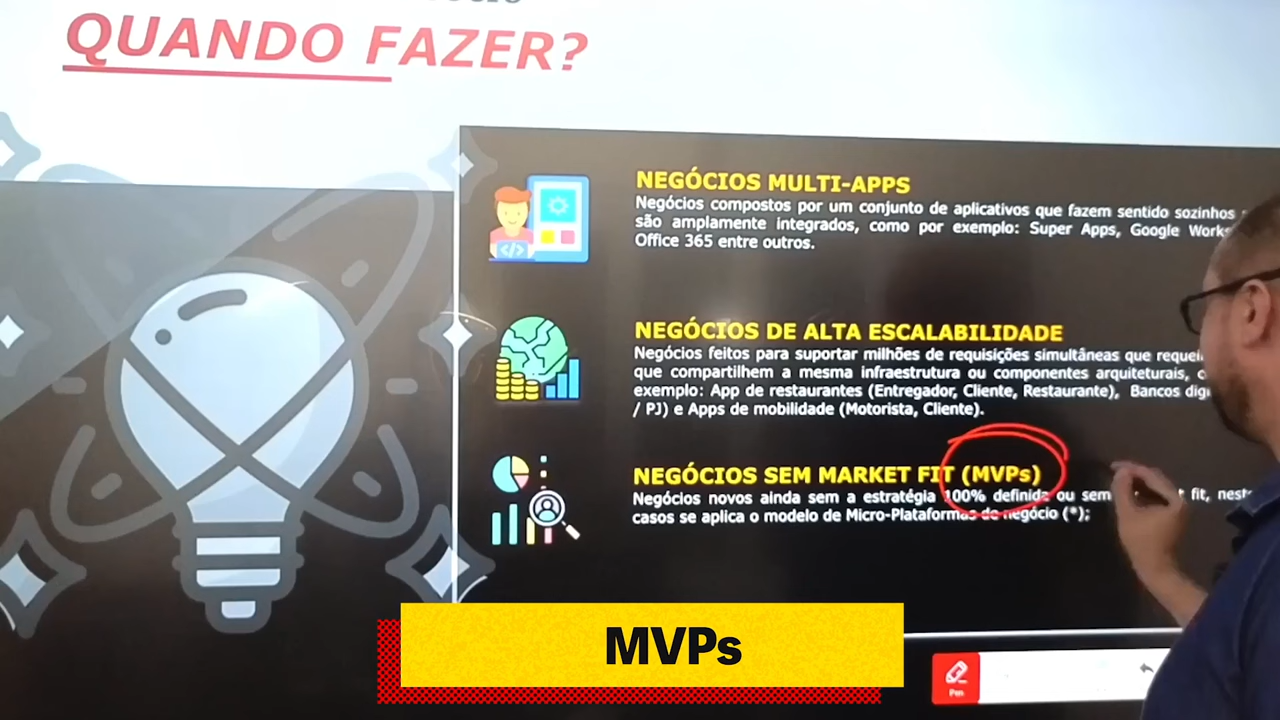 QUANDO FAZER?
NEGÓCIOS MULTI-APPS
Negócios compostos por um conjunto de aplicativos que fazem sentido sozinhos
são amplamente integrados, como por exemplo: Super Apps, Google
Office 365 entre outros.
NEGÓCIOS DE ALTA ESCALABILIDADE
Negócios feitos para suportar milhões de requisições simultâneas que
que compartilhem a mesma infraestrutura ou componentes arquiteturais,
exemplo: App de restaurantes (Entregador, Cliente, Restaurante), Bancos
/ PJ) e Apps de mobilidade (Motorista, Cliente).
NEGÓCIOS SEM MARKET FIT (MVPs)
Negócios novos ainda sem a estratégia 100% definida ou sem fit,
casos se aplica o modelo de Micro-Plataformas de negócio (*);
</>
MVPs
Pen